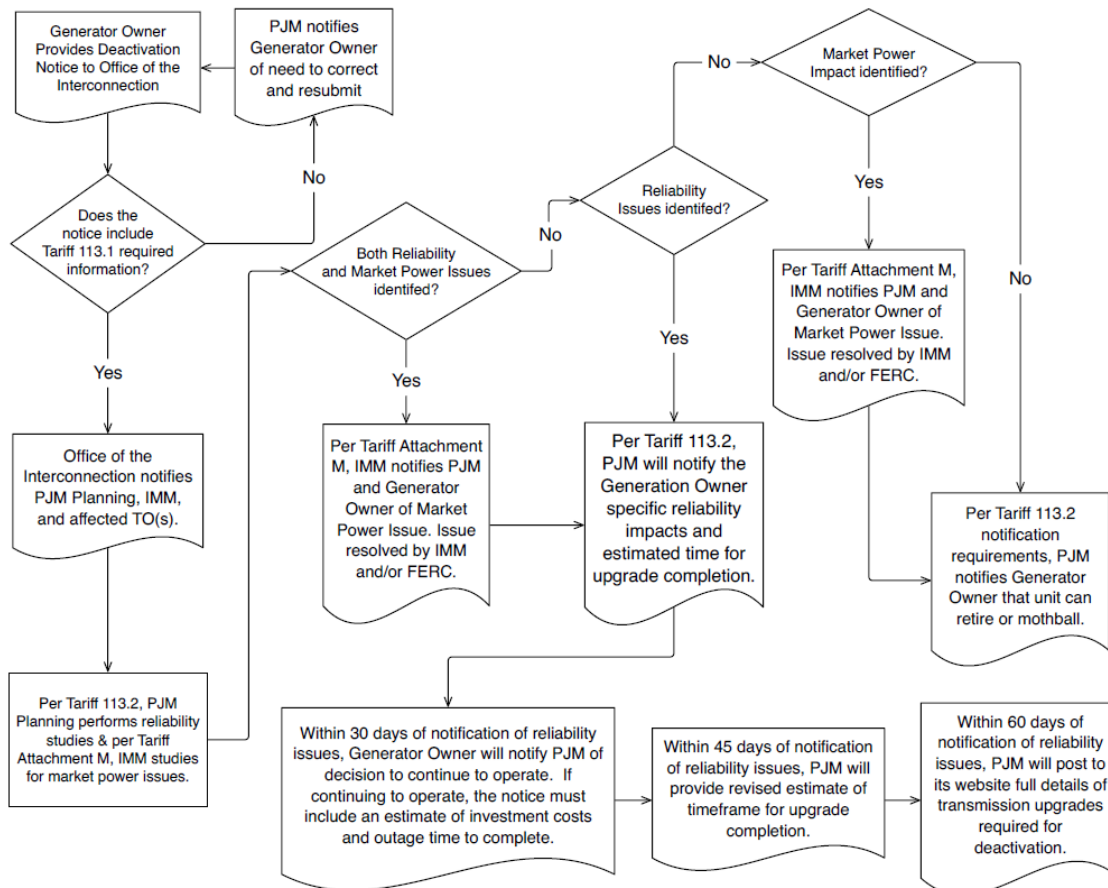 Generator Owner
Provides Deactivation
Notice to Office of the
Interconnection
PJM notifies
Generator Owner
of need to correct
and resubmit
No
Does the
notice include
Tariff 113.1 required
information?
Yes
Office of the
Interconnection notifies
PJM Planning, IMM,
and affected TO(s).
Per Tariff 113.2, PJM
Planning performs reliability
studies & per Tariff
Attachment M, IMM studies
for market power issues.
Both Reliability
and Market Power Issues
identifed?
No
Yes
Per Tariff Attachment
M, IMM notifies PJM
and Generator
Owner of Market
Power Issue. Issue
resolved by IMM
and/or FERC.
Reliability
Issues identifed?
No
Yes
Per Tariff 113.2,
PJM will notify the
Generation Owner
specific reliability
impacts and
estimated time for
upgrade completion.
Market Power
Impact identified?
Yes
No
Per Tariff Attachment M,
IMM notifies PJM and
Generator Owner of
Market Power Issue.
Issue resolved by IMM
and/or FERC.
Per Tariff 113.2
notification
requirements, PJM
notifies Generator
Owner that unit can
retire or mothball.
Within 30 days of notification of reliability
issues, Generator Owner will notify PJM of
decision to continue to operate. If
continuing to operate, the notice must
include an estimate of investment costs
and outage time to complete.
Within 45 days of notification
of reliability issues, PJM will
provide revised estimate of
timeframe for upgrade
completion.
Within 60 days of
notification of reliability
issues, PJM will post to
its website full details of
transmission upgrades
required for
deactivation.